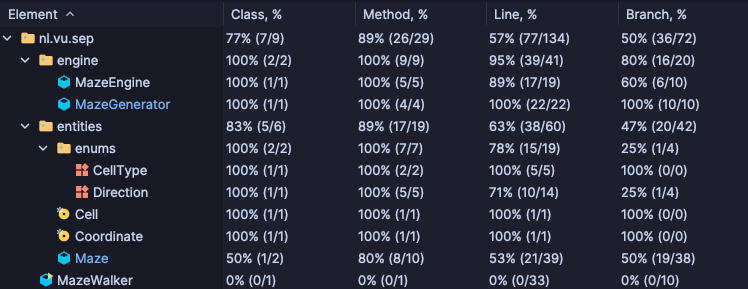 Element Class, % Method, % Line, % Branch, %
nl.vu.sep 77% (7/9) 89% (26/29) 57% (77/134) 50% (36/72)
engine 100% (2/2) 100% (9/9) 95% (39/41) 80% (16/20)
MazeEngine 100% (1/1) 100% (5/5) 89% (17/19) 60% (6/10)
MazeGenerator 100% (1/1) 100% (4/4) 100% (22/22) 100% (10/10)
entities 83% (5/6) 89% (17/19) 63% (38/60) 47% (20/42)
enums 100% (2/2) 100% (7/7) 78% (15/19) 25% (1/4)
CellType 100% (1/1) 100% (2/2) 100% (5/5) 100% (0/0)
Direction 100% (1/1) 100% (5/5) 71% (10/14) 25% (1/4)
Cell 100% (1/1) 100% (1/1) 100% (1/1) 100% (0/0)
Coordinate 100% (1/1) 100% (1/1) 100% (1/1) 100% (0/0)
Maze 50% (1/2) 80% (8/10) 53% (21/39) 50% (19/38)
MazeWalker 0% (0/1) 0% (0/1) 0% (0/33) 0% (0/10)